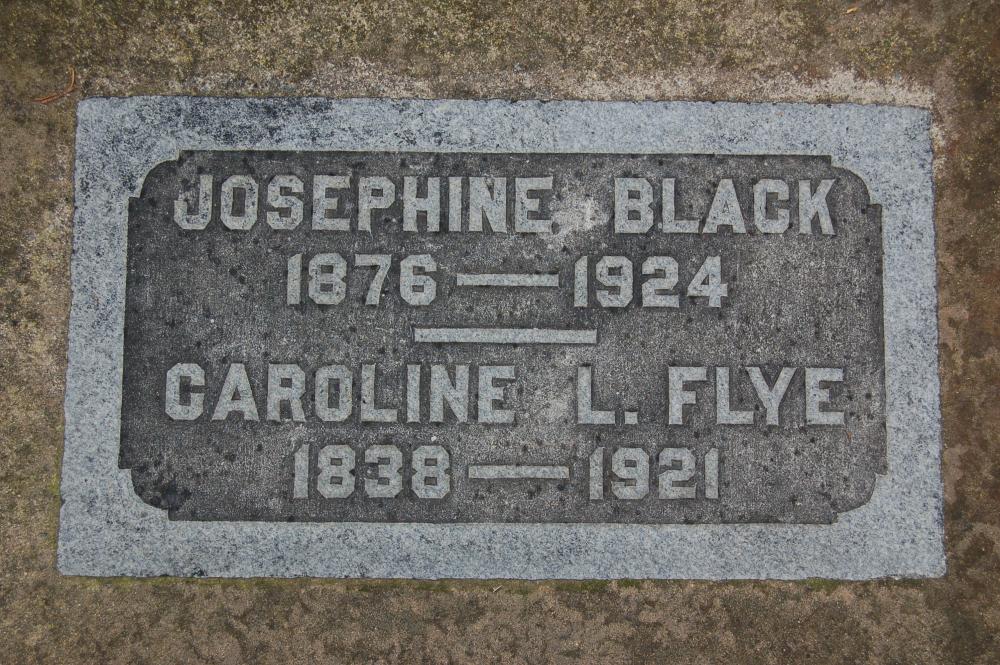 JOSEPHINE BLACK
1876 — 1924
CAROLINE L. FLYE
1838 — 1921